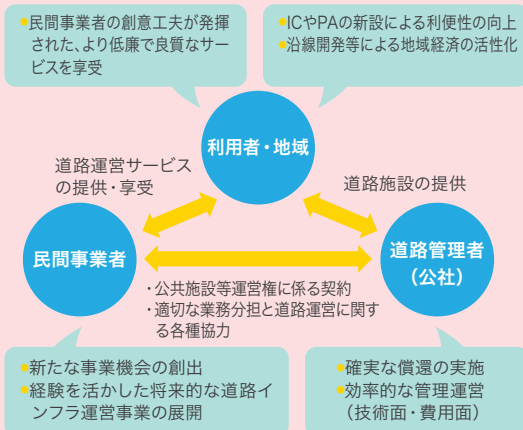 ●民間事業者の創意工夫が発揮
された、より低廉で良質なサー
ビスを享受
●ICやPAの新設による利便性の向上
●沿線開発等による地域経済の活性化
利用者・地域
道路運営サービス
の提供・享受
道路施設の提供
民間事業者
道路管理者
（公社）
・公共施設等運営権に係る契約
・適切な業務分担と道路運営に関す
る各種協力
●新たな事業機会の創出
●経験を活かした将来的な道路イ
ンフラ運営事業の展開
●確実な償還の実施
●効率的な管理運営
（技術面・費用面）